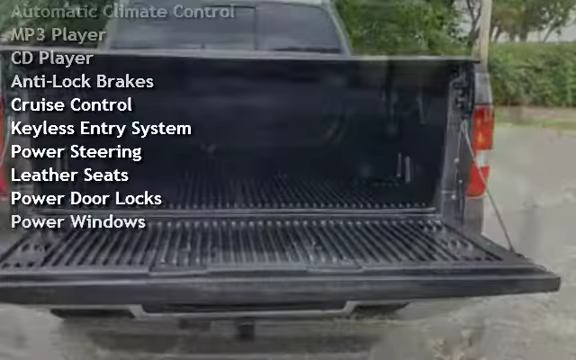 Automatic Climate Control
MP3 Player
CD Player
Anti-Lock Brakes
Cruise Control
Keyless Entry System
Power Steering
Leather Seats
Power Door Locks
Power Windows